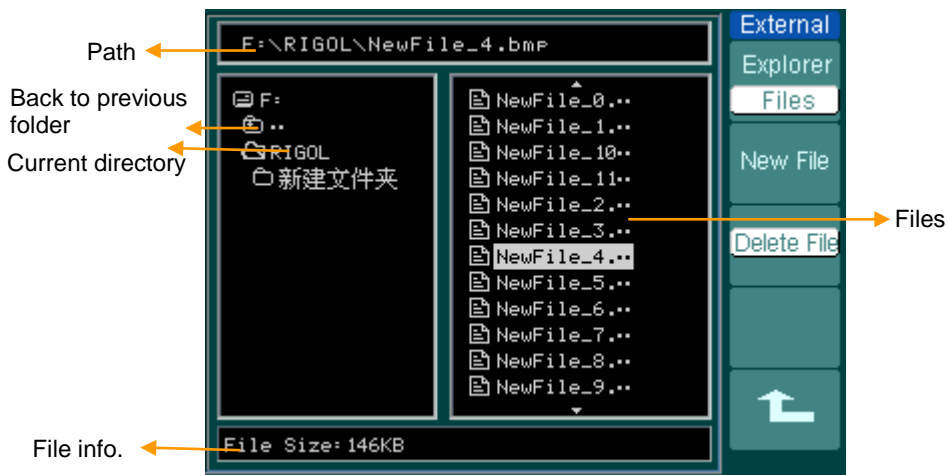 Path
F:\RIGOL\NewFile_4.bmp
External
Explorer
Files
New File
Delete File
Back to previous
folder
Current directory
F:
..
RIGOL
新建文件夹
NewFile_0...
NewFile_1...
NewFile_10..
NewFile_11..
NewFile_2...
NewFile_3...
NewFile_4...
NewFile_5...
NewFile_6...
NewFile_7...
NewFile_8...
NewFile_9...
Files
File info.
File Size: 146KB